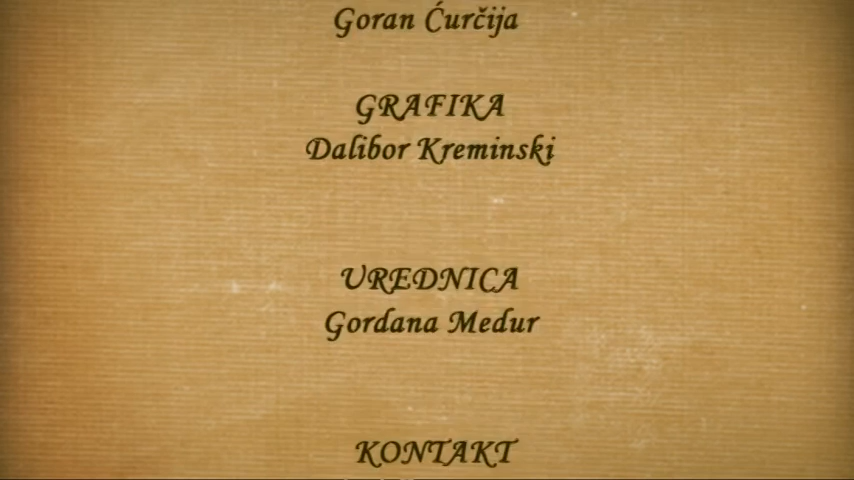 Goran Ćurčija
GRAFIKA
Dalibor Kreminski
UREDNICA
Gordana Medur
KONTAKT